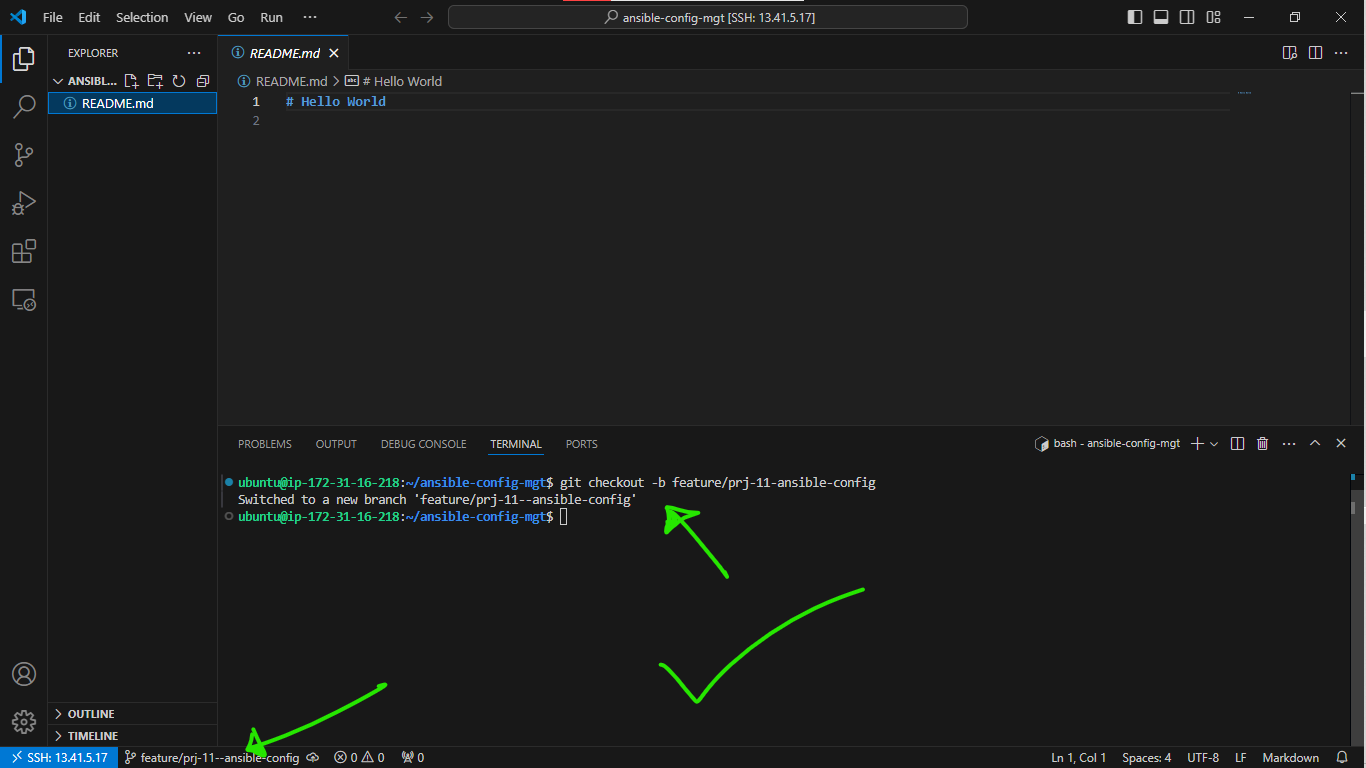 File Edit Selection View Go Run ···
ansible-config-mgt [SSH: 13.41.5.17]
EXPLORER ···
README.md
ANSIBL...
README.md
README.md > # Hello World
1 # Hello World
2
PROBLEMS OUTPUT DEBUG CONSOLE TERMINAL PORTS
bash - ansible-config-mgt
ubuntu@ip-172-31-16-218:~/ansible-config-mgt$ git checkout -b feature/prj-11-ansible-config
Switched to a new branch 'feature/prj-11--ansible-config'
ubuntu@ip-172-31-16-218:~/ansible-config-mgt$
OUTLINE
TIMELINE
SSH: 13.41.5.17 feature/prj-11--ansible-config 0 0 0
Ln 1, Col 1 Spaces: 4 UTF-8 LF Markdown